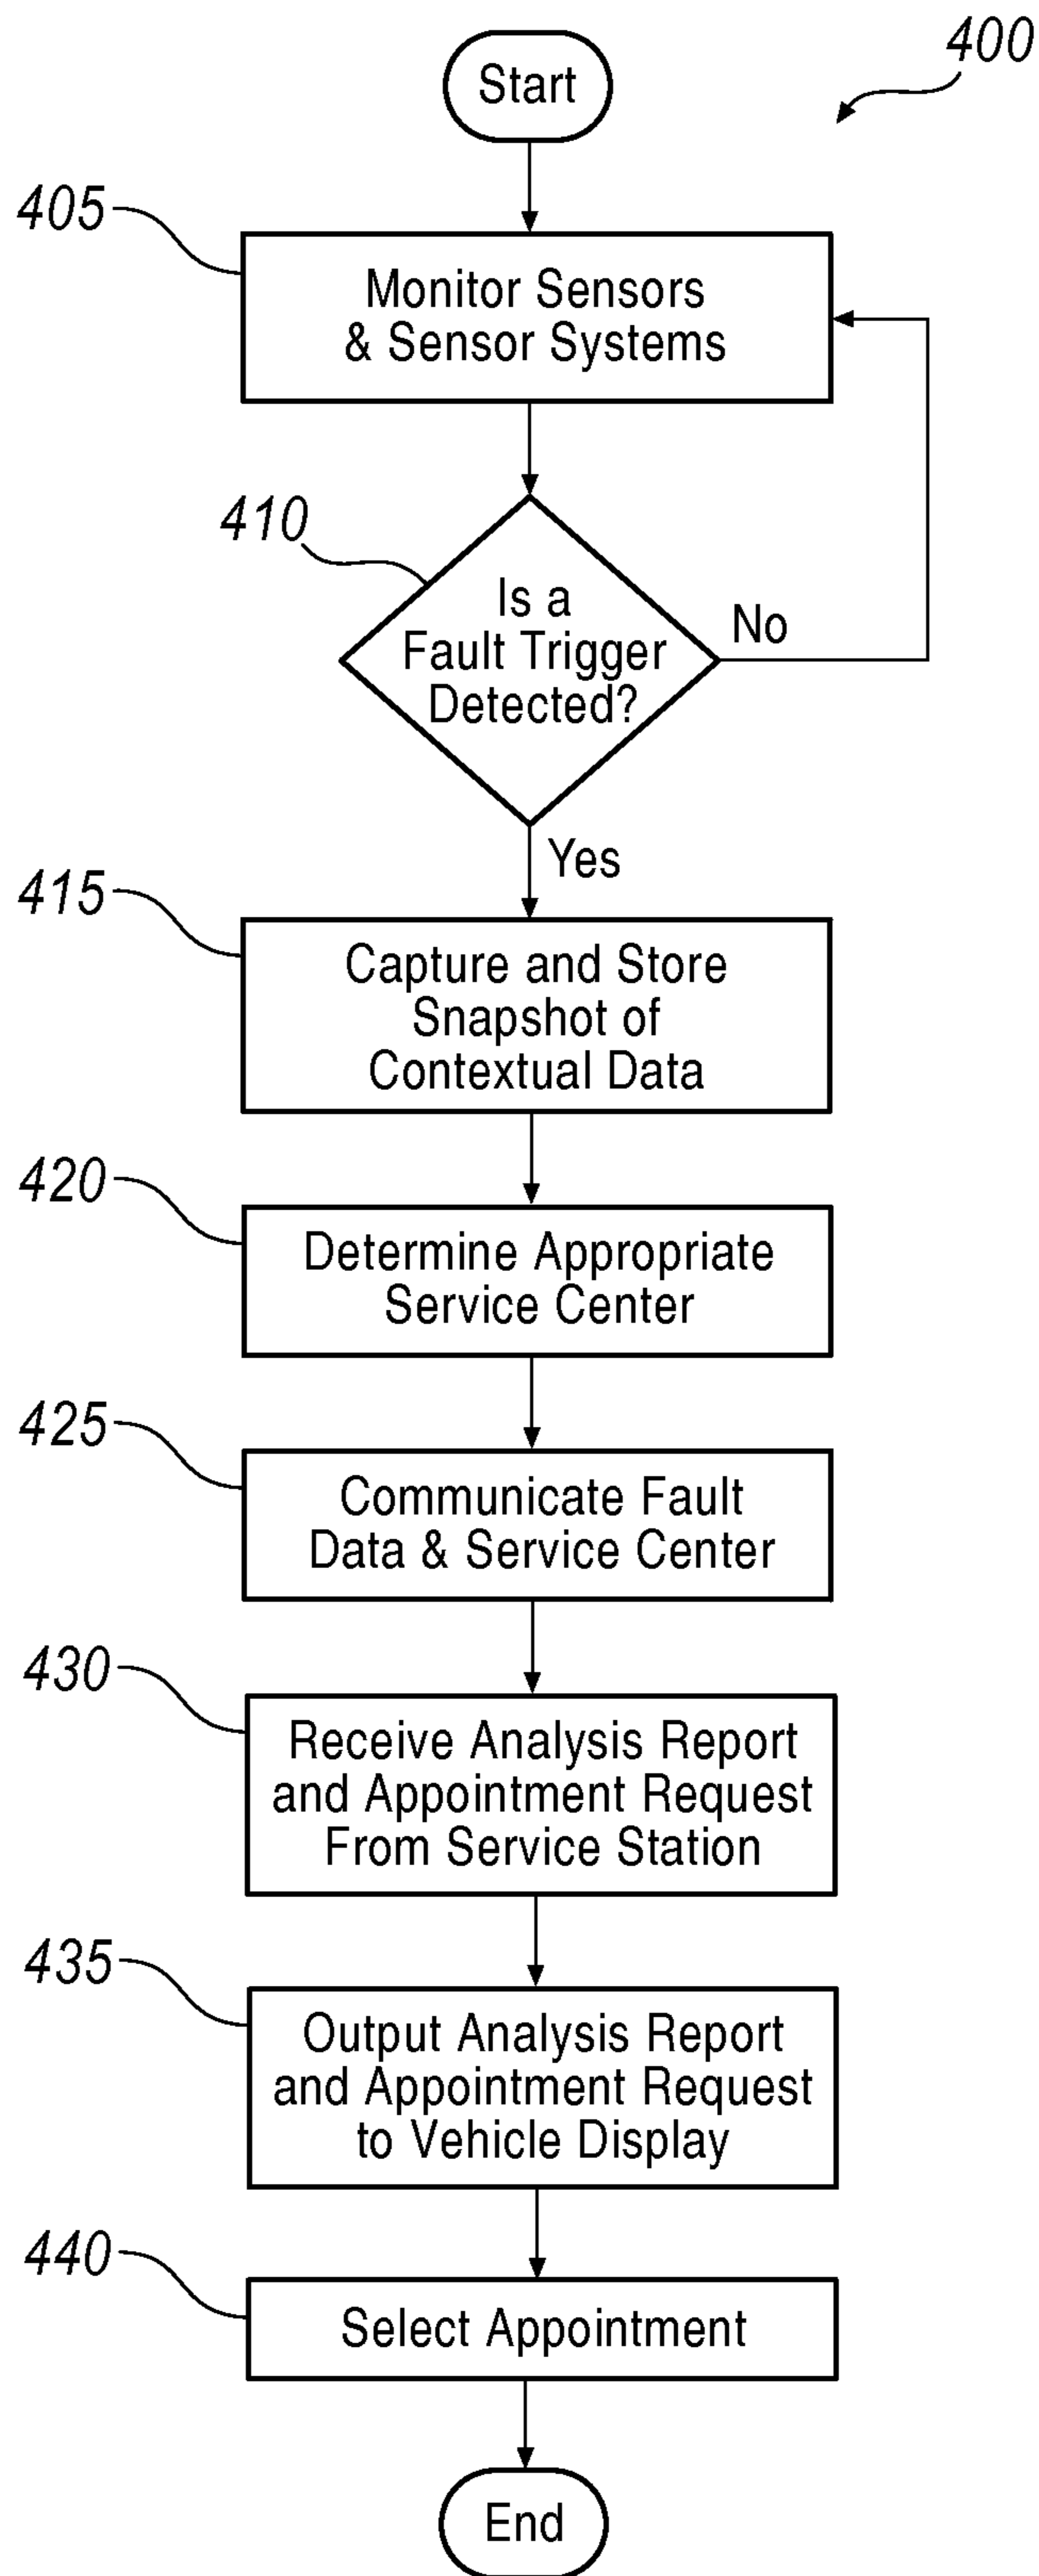 400
Start
405
Monitor Sensors
& Sensor Systems
410
Is a
Fault Trigger
Detected?
No
Yes
415
Capture and Store
Snapshot of
Contextual Data
420
Determine Appropriate
Service Center
425
Communicate Fault
Data & Service Center
430
Receive Analysis Report
and Appointment Request
From Service Station
435
Output Analysis Report
and Appointment Request
to Vehicle Display
440
Select Appointment
End